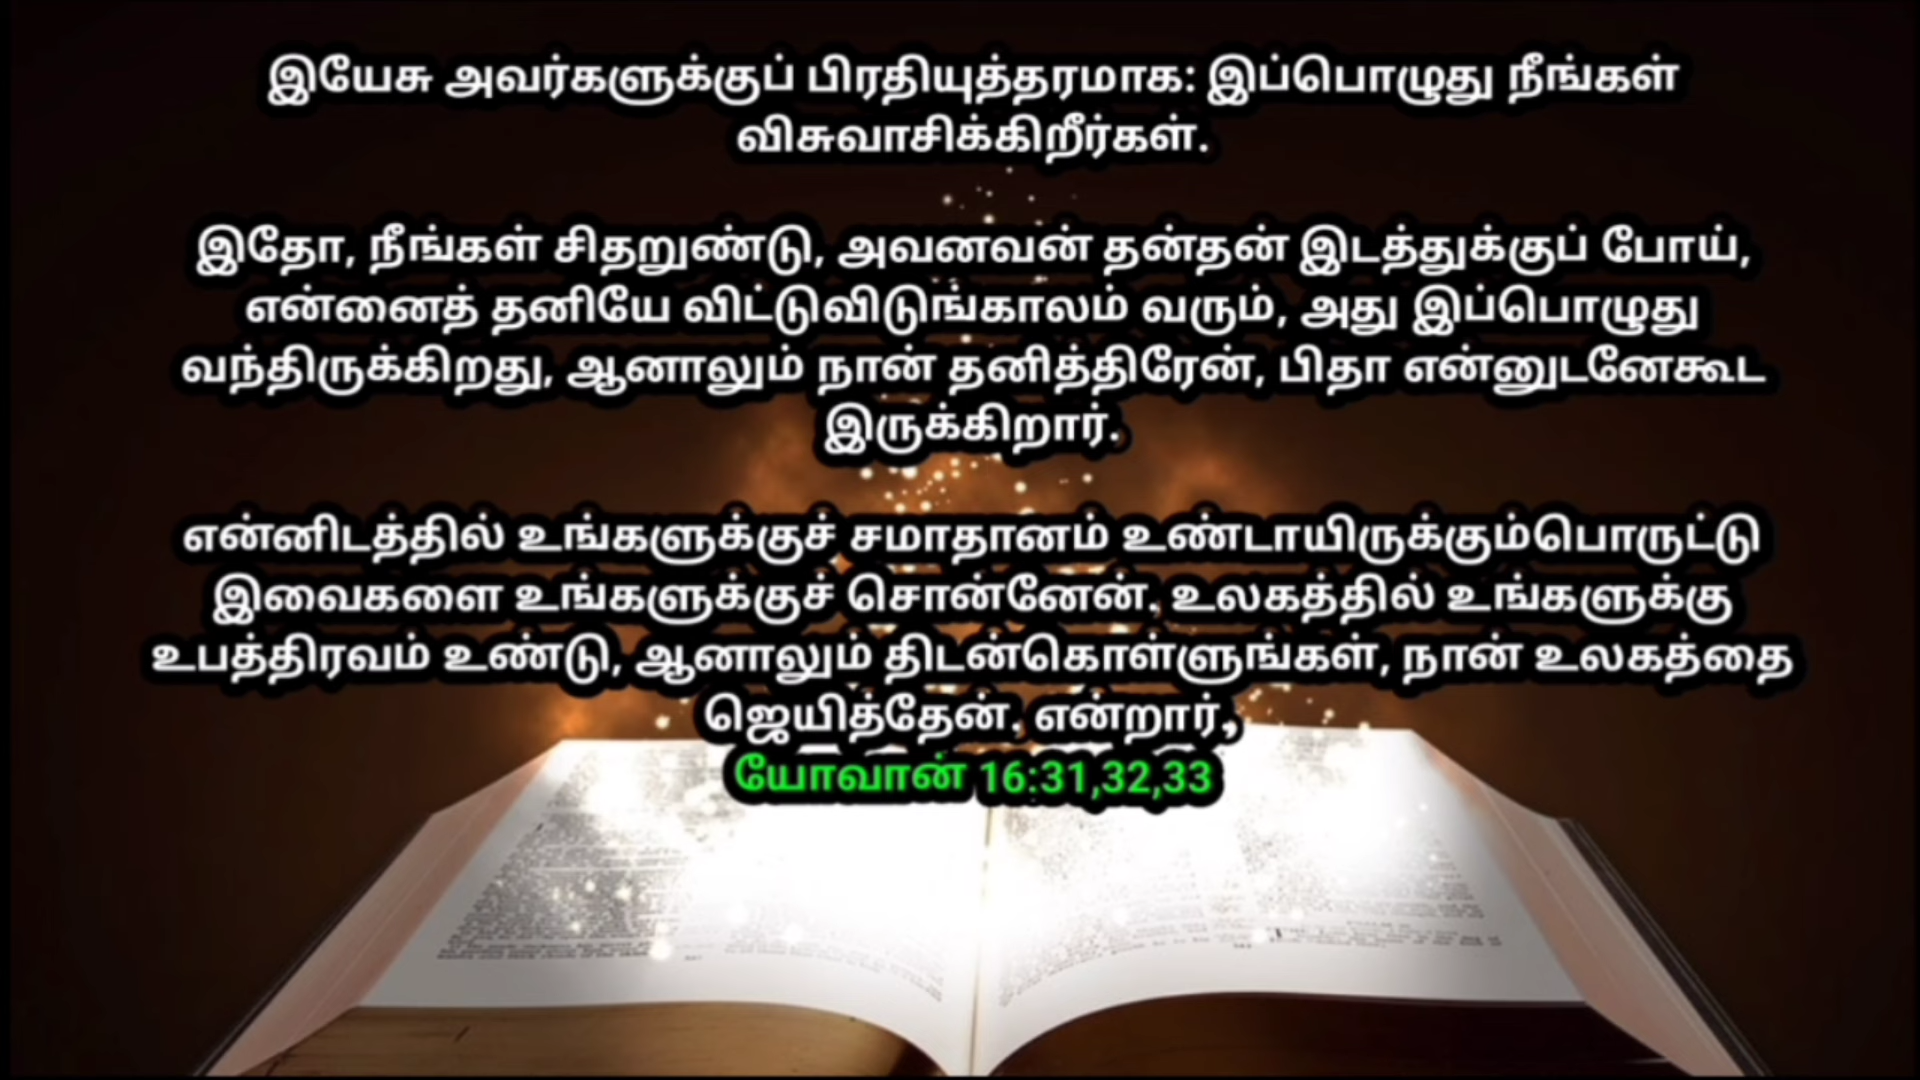 இயேசு அவர்களுக்குப் பிரதியுத்தரமாக: இப்பொழுது நீங்கள்
விசுவாசிக்கிறீர்கள்.
இதோ, நீங்கள் சிதறுண்டு, அவனவன் தன்தன் இடத்துக்குப் போய்,
என்னைத் தனியே விட்டுவிடுங்காலம் வரும், அது இப்பொழுது
வந்திருக்கிறது, ஆனாலும் நான் தனித்திரேன், பிதா என்னுடனேகூட
இருக்கிறார்.
என்னிடத்தில் உங்களுக்குச் சமாதானம் உண்டாயிருக்கும்பொருட்டு
இவைகளை உங்களுக்குச் சொன்னேன். உலகத்தில் உங்களுக்கு
உபத்திரவம் உண்டு, ஆனாலும் திடன்கொள்ளுங்கள், நான் உலகத்தை
ஜெயித்தேன். என்றார்,
யோவான் 16:31,32,33